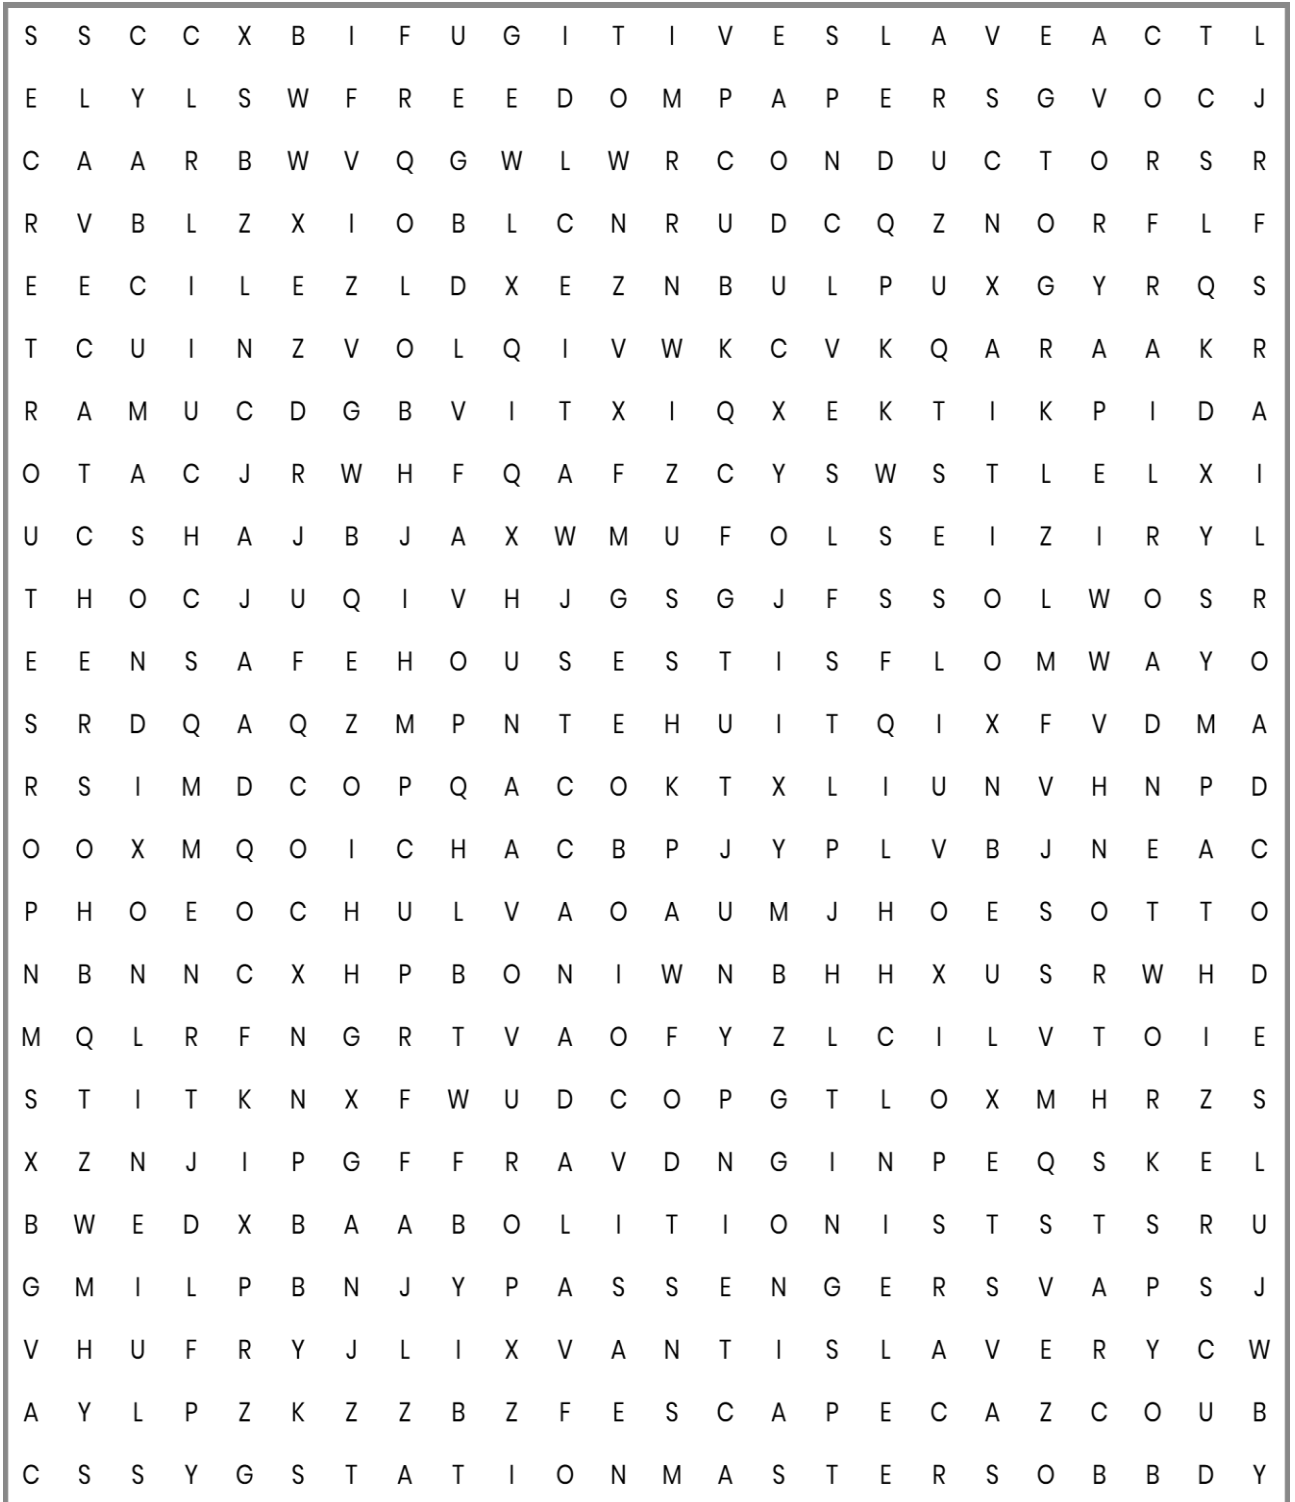 S S C C X B I F U G I T I V E S L A V E A C T L
E L Y L S W F R E E D O M P A P E R S G V O C J
C A A R B W V Q G W L W R C O N D U C T O R S R
R V B L Z X I O B L C N R U D C Q Z N O R F L F
E E C I L E Z L D X E Z N B U L P U X G Y R Q S
T C U I N Z V O L Q I V W K C V K Q A R A A K R
R A M U C D G B V I T X I Q X E K T I K P I D A
O T A C J R W H F Q A F Z C Y S W S T L E L X I
U C S H A J B J A X W M U F O L S E I Z I R Y L
T H O C J U Q I V H J G S G J F S S O L W O S R
E E N S A F E H O U S E S T I S F L O M W A Y O
S R D Q A Q Z M P N T E H U I T Q I X F V D M A
R S I M D C O P Q A C O K T X L I U N V H N P D
O O X M Q O I C H A C B P J Y P L V B J N E A C
P H O E O C H U L V A O A U M J H O E S O T T O
N B N N C X H P B O N I W N B H H X U S R W H D
M Q L R F N G R T V A O F Y Z L C I L V T O I E
S T I T K N X F W U D C O P G T L O X M H R Z S
X Z N J I P G F F R A V D N G I N P E Q S K E L
B W E D X B A A B O L I T I O N I S T S T S R U
G M I L P B N J Y P A S S E N G E R S V A P S J
V H U F R Y J L I X V A N T I S L A V E R Y C W
A Y L P Z K Z Z B Z F E S C A P E C A Z C O U B
C S S Y G S T A T I O N M A S T E R S O B B D Y